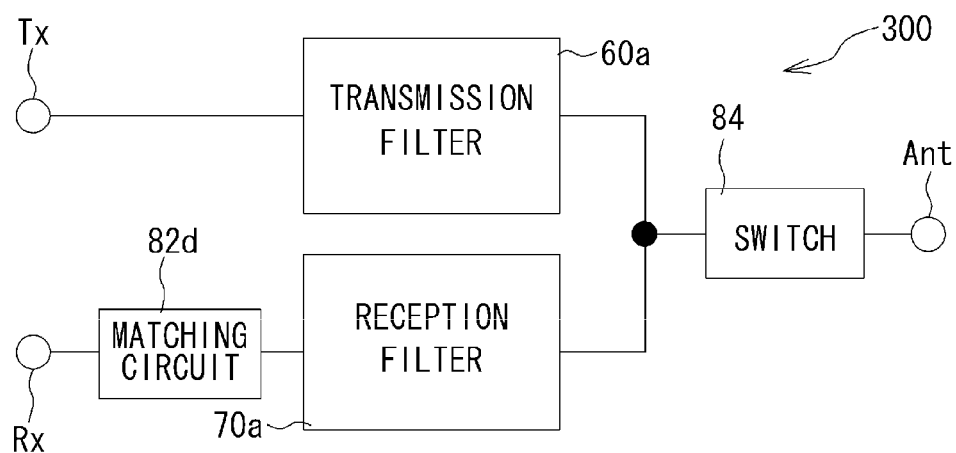 Tx
300
60a
TRANSMISSION
FILTER
84
Ant
SWITCH
82d
MATCHING
CIRCUIT
RECEPTION
FILTER
70a
Rx